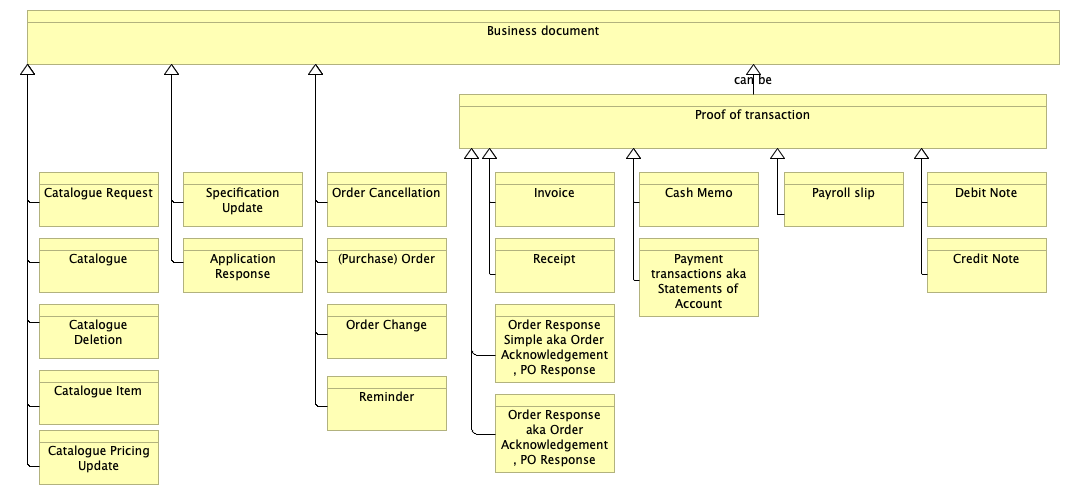 Business document
can be
Proof of transaction
Catalogue Request
Catalogue
Catalogue
Deletion
Catalogue Item
Catalogue Pricing
Update
Specification
Update
Application
Response
Order Cancellation
(Purchase) Order
Order Change
Reminder
Invoice
Receipt
Order Response
Simple aka Order
Acknowledgement
, PO Response
Order Response
aka Order
Acknowledgement
, PO Response
Cash Memo
Payment
transactions aka
Statements of
Account
Payroll slip
Debit Note
Credit Note